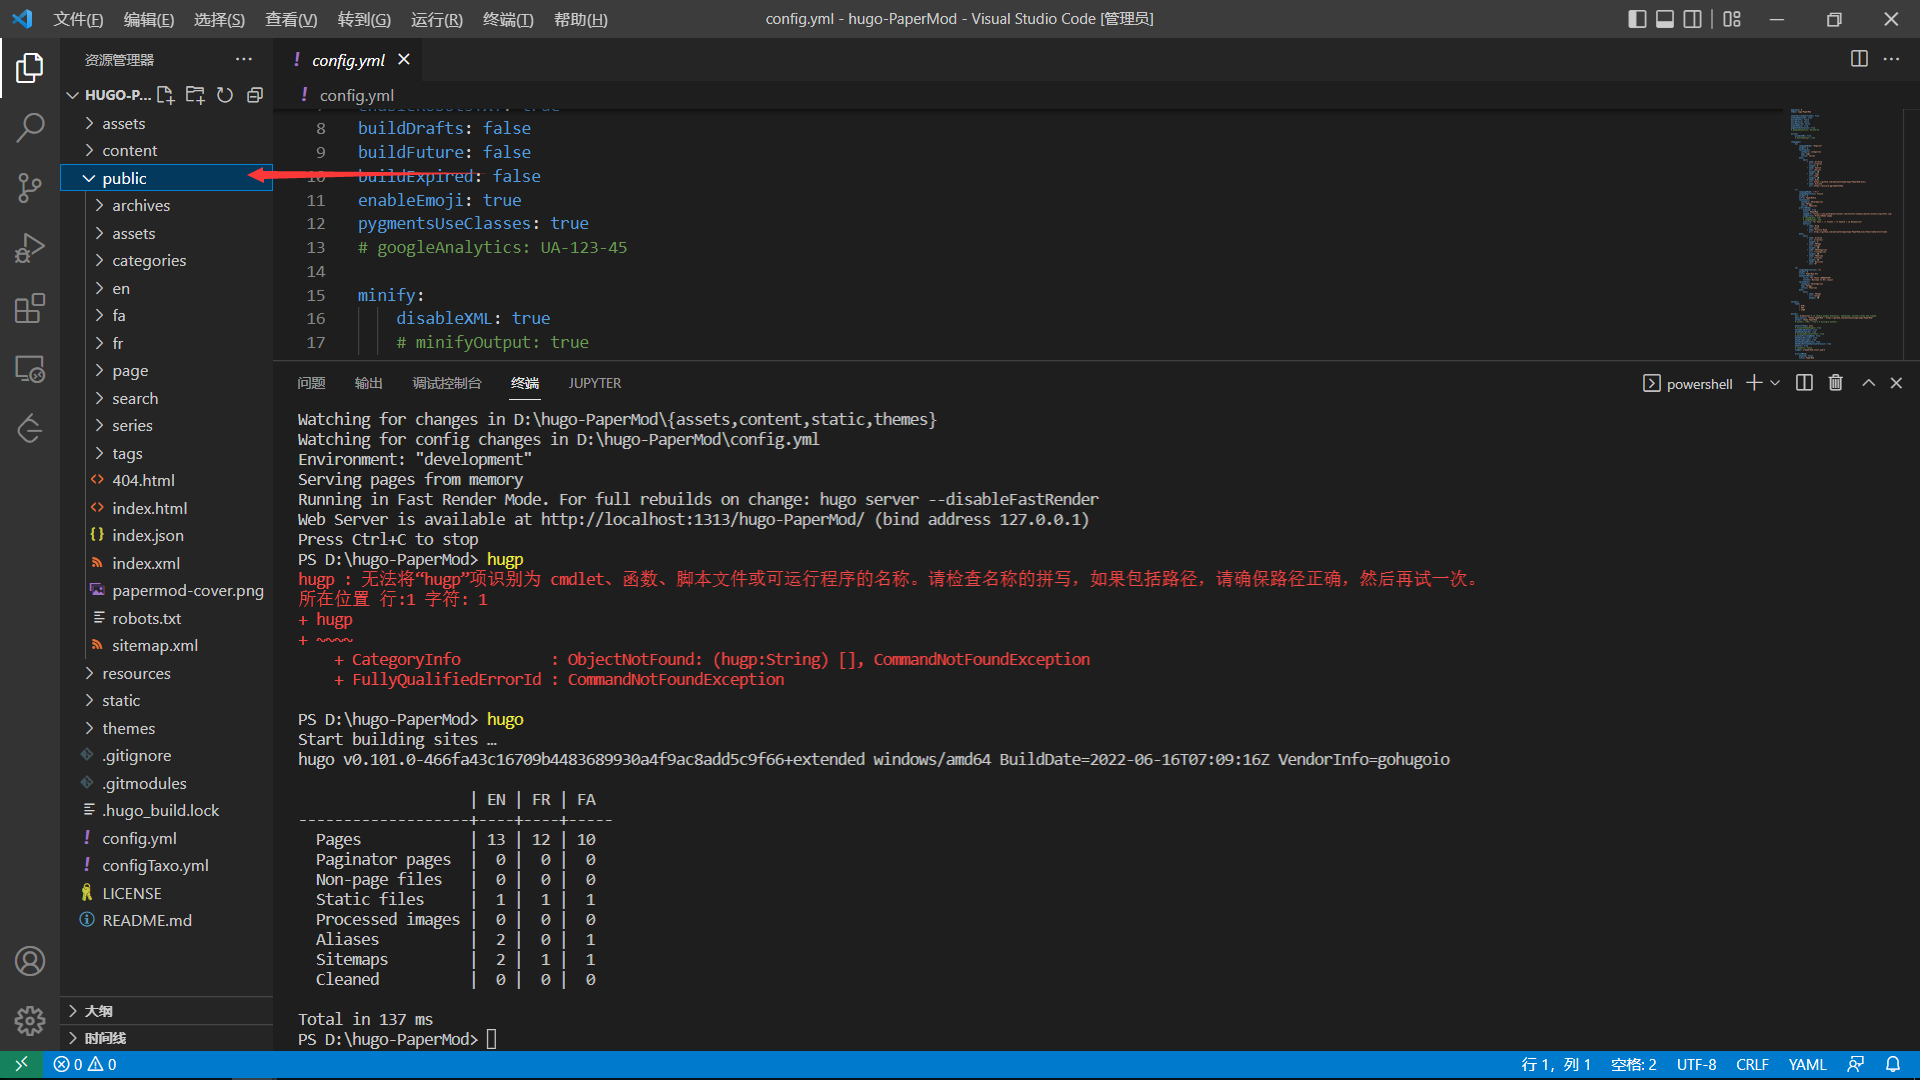 文件(F) 编辑(E) 选择(S) 查看(V) 转到(G) 运行(R) 终端(T) 帮助(H) config.yml - hugo-PaperMod - Visual Studio Code [管理员]
资源管理器
HUGO-P...
assets
content
public
archives
assets
categories
en
fa
fr
page
search
series
tags
404.html
index.html
index.json
index.xml
papermod-cover.png
robots.txt
sitemap.xml
resources
static
themes
.gitignore
.gitmodules
.hugo_build.lock
config.yml
configTaxo.yml
LICENSE
README.md
大纲
时间线
config.yml
config.yml
8 buildDrafts: false
9 buildFuture: false
10 buildExpired: false
11 enableEmoji: true
12 pygmentsUseClasses: true
13 # googleAnalytics: UA-123-45
14
15 minify:
16 disableXML: true
17 # minifyOutput: true
问题 输出 调试控制台 终端 JUPYTER powershell
Watching for changes in D:\hugo-PaperMod\{assets,content,static,themes}
Watching for config changes in D:\hugo-PaperMod\config.yml
Environment: "development"
Serving pages from memory
Running in Fast Render Mode. For full rebuilds on change: hugo server --disableFastRender
Web Server is available at http://localhost:1313/hugo-PaperMod/ (bind address 127.0.0.1)
Press Ctrl+C to stop
PS D:\hugo-PaperMod> hugp
hugp : 无法将“hugp”项识别为 cmdlet、函数、脚本文件或可运行程序的名称。请检查名称的拼写，如果包括路径，请确保路径正确，然后再试一次。
所在位置 行:1 字符: 1
+ hugp
+ ~~~~
+ CategoryInfo : ObjectNotFound: (hugp:String) [], CommandNotFoundException
+ FullyQualifiedErrorId : CommandNotFoundException
PS D:\hugo-PaperMod> hugo
Start building sites …
hugo v0.101.0-466fa43c16709b4483689930a4f9ac8add5c9f66+extended windows/amd64 BuildDate=2022-06-16T07:09:16Z VendorInfo=gohugoio
| EN | FR | FA
-------------------+----+----+-----
Pages | 13 | 12 | 10
Paginator pages | 0 | 0 | 0
Non-page files | 0 | 0 | 0
Static files | 1 | 1 | 1
Processed images | 0 | 0 | 0
Aliases | 2 | 0 | 1
Sitemaps | 2 | 1 | 1
Cleaned | 0 | 0 | 0
Total in 137 ms
PS D:\hugo-PaperMod>
0 0 行 1，列 1 空格: 2 UTF-8 CRLF YAML